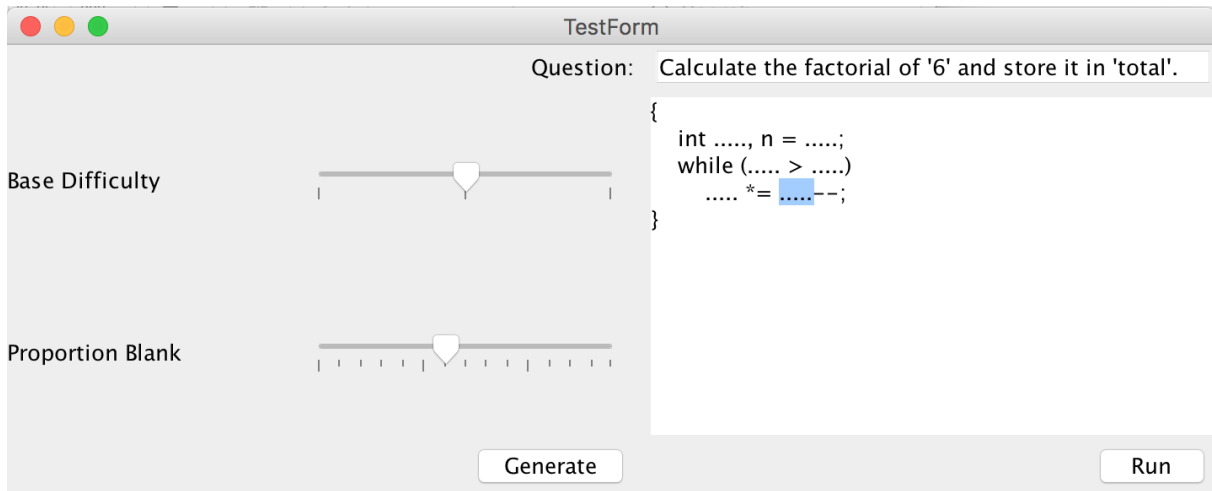 TestForm
Question: Calculate the factorial of '6' and store it in 'total'.
{
int ....., n = .....;
while (..... > .....)
..... *= .....--;
}
Base Difficulty
Proportion Blank
Generate
Run